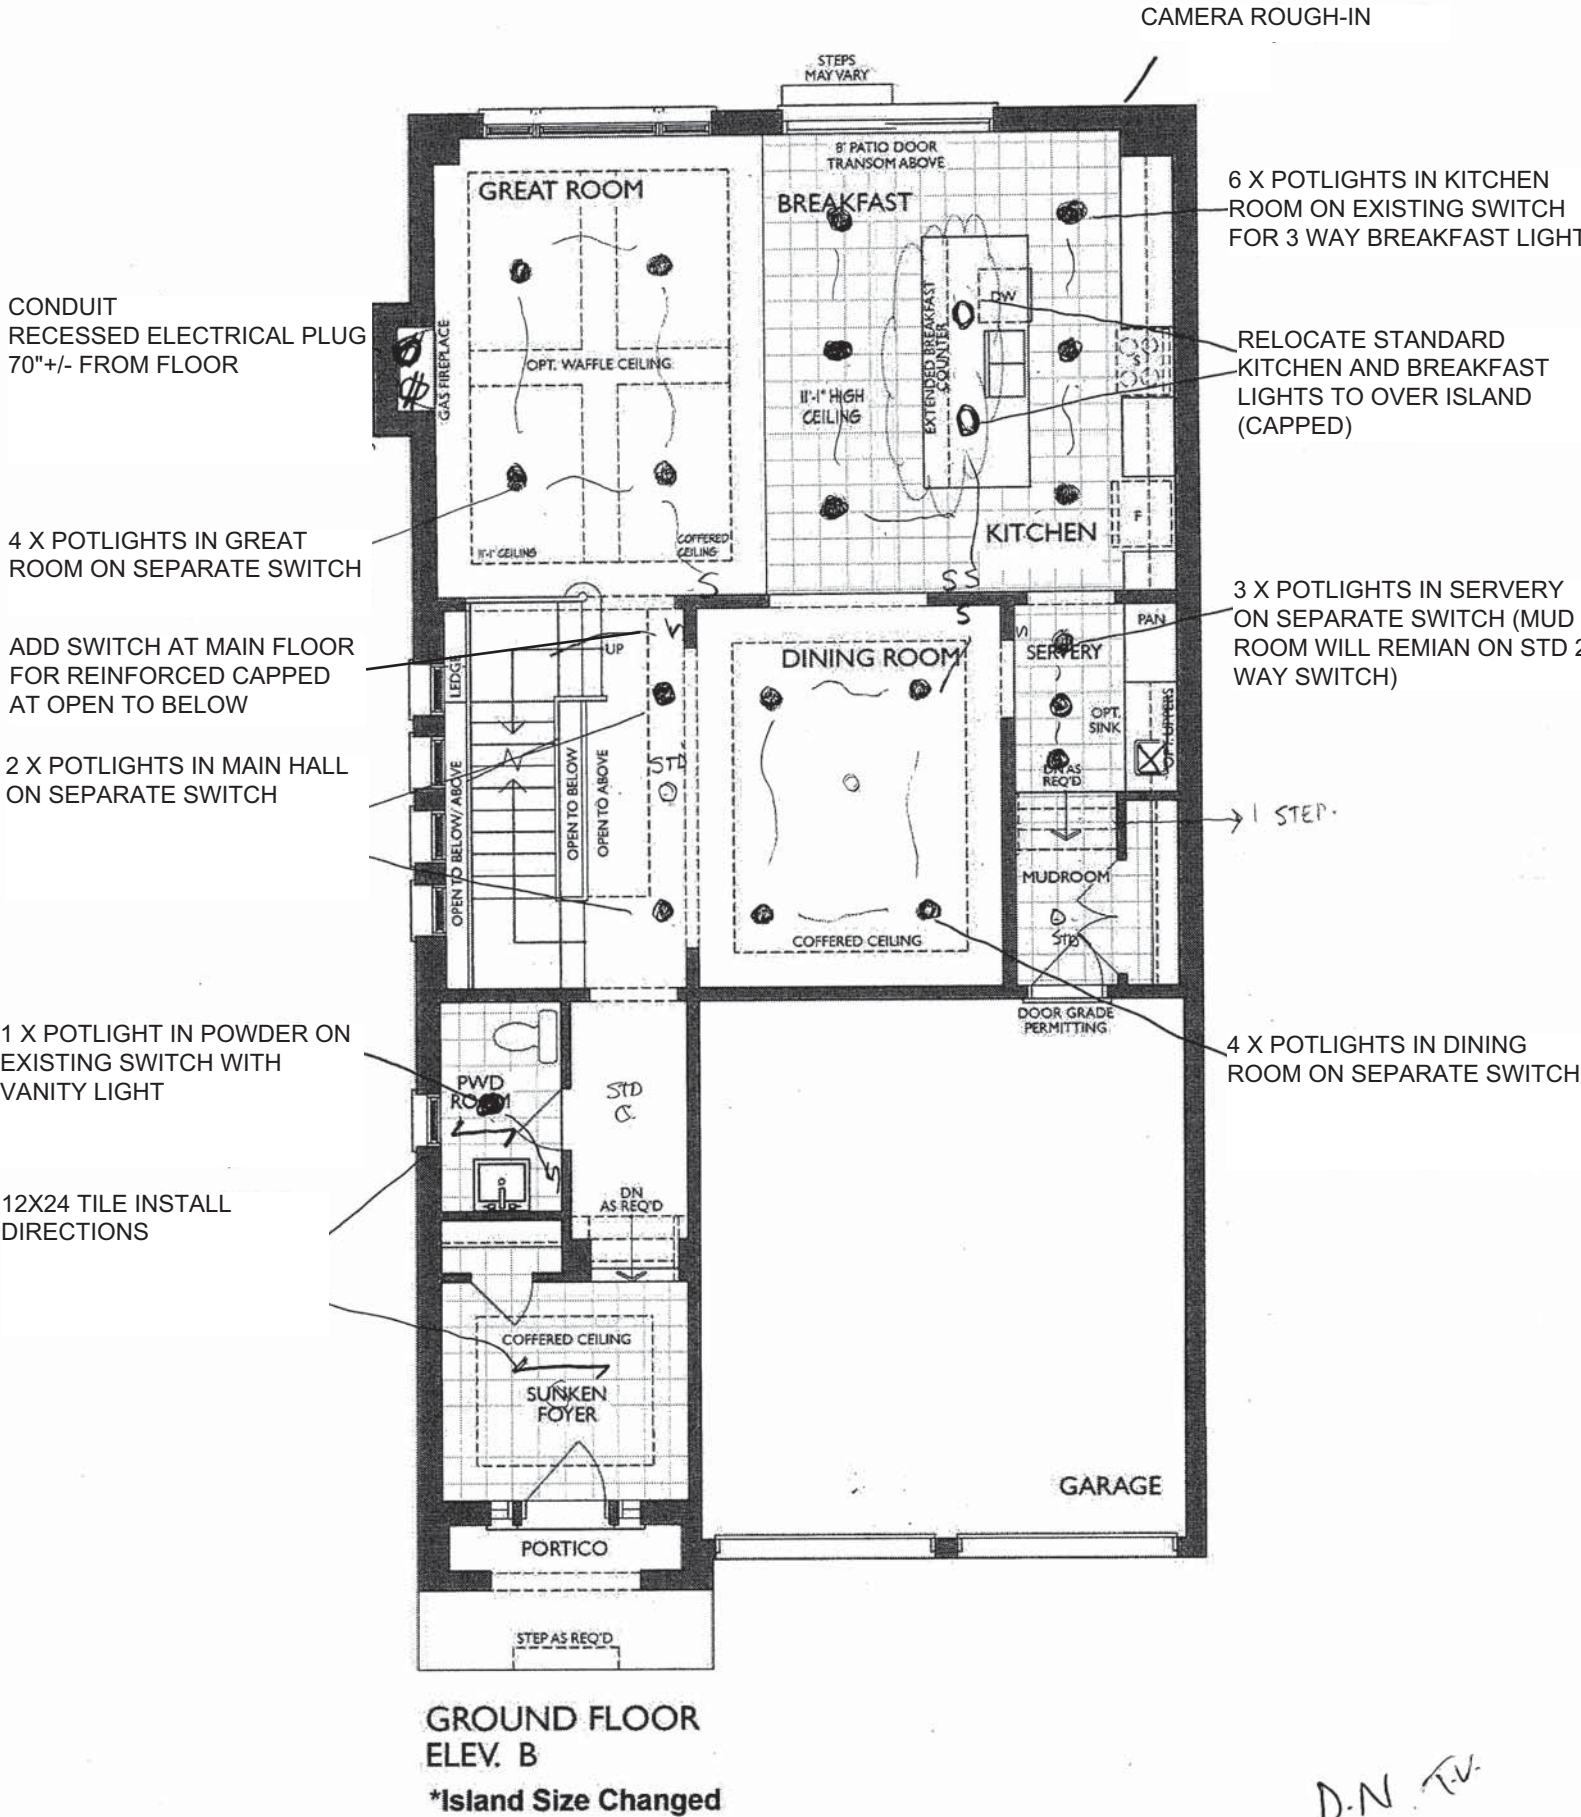 CAMERA ROUGH-IN
STEPS
MAY VARY
8' PATIO DOOR
TRANSOM ABOVE
GREAT ROOM
BREAKFAST
6 X POTLIGHTS IN KITCHEN
ROOM ON EXISTING SWITCH
FOR 3 WAY BREAKFAST LIGHT
CONDUIT
RECESSED ELECTRICAL PLUG
70"+/- FROM FLOOR
GAS FIREPLACE
OPT. WAFFLE CEILING
11'-1" HIGH
CEILING
EXTENDED BREAKFAST
COUNTER
DW
S
RELOCATE STANDARD
KITCHEN AND BREAKFAST
LIGHTS TO OVER ISLAND
(CAPPED)
4 X POTLIGHTS IN GREAT
ROOM ON SEPARATE SWITCH
11'-1" CEILING
COFFERED
CEILING
S
KITCHEN
F
S S
S
3 X POTLIGHTS IN SERVERY
ON SEPARATE SWITCH (MUD
ROOM WILL REMIAN ON STD 2
WAY SWITCH)
ADD SWITCH AT MAIN FLOOR
FOR REINFORCED CAPPED
AT OPEN TO BELOW
LEDGE
UP
DINING ROOM
S
SERVERY
PAN
OPT.
SINK
OPT. UPPERS
DN AS
REQ'D
2 X POTLIGHTS IN MAIN HALL
ON SEPARATE SWITCH
OPEN TO BELOW/ ABOVE
OPEN TO BELOW
OPEN TO ABOVE
STD
1 STEP.
MUDROOM
STD
COFFERED CEILING
DOOR GRADE
PERMITTING
4 X POTLIGHTS IN DINING
ROOM ON SEPARATE SWITCH
1 X POTLIGHT IN POWDER ON
EXISTING SWITCH WITH
VANITY LIGHT
PWD
ROOM
S
STD
DN
AS REQ'D
12X24 TILE INSTALL
DIRECTIONS
COFFERED CEILING
SUNKEN
FOYER
GARAGE
PORTICO
STEP AS REQ'D
GROUND FLOOR
ELEV. B
*Island Size Changed
D.N. T.V.